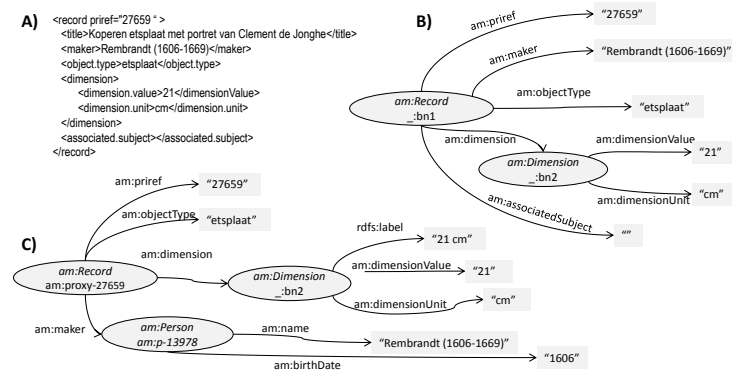 A)
<record priref="27659 “ >
<title>Koperen etsplaat met portret van Clement de Jonghe</title>
<maker>Rembrandt (1606-1669)</maker>
<object.type>etsplaat</object.type>
<dimension>
<dimension.value>21</dimensionValue>
<dimension.unit>cm</dimension.unit>
</dimension>
<associated.subject></associated.subject>
</record>
B)
am:priref
“27659”
am:maker
“Rembrandt (1606-1669)”
am:objectType
“etsplaat”
am:Record
_:bn1
am:dimension
am:Dimension
_:bn2
am:dimensionValue
“21”
am:dimensionUnit
“cm”
am:associatedSubject
“”
C)
am:priref
“27659”
am:objectType
“etsplaat”
am:Record
am:proxy-27659
am:dimension
am:Dimension
_:bn2
rdfs:label
“21 cm”
am:dimensionValue
“21”
am:dimensionUnit
“cm”
am:maker
am:Person
am:p-13978
am:name
“Rembrandt (1606-1669)”
am:birthDate
“1606”